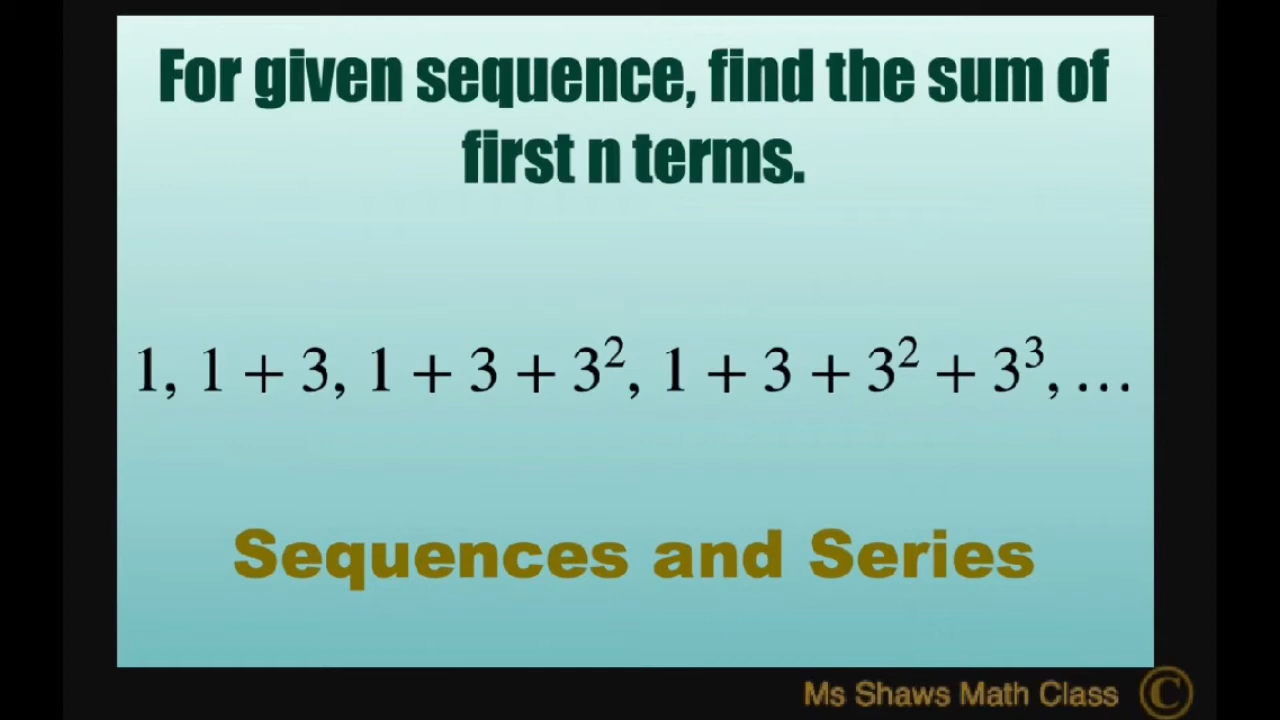 For given sequence, find the sum of
first n terms.
1, 1 + 3, 1 + 3 + 3², 1 + 3 + 3² + 3³, …
Sequences and Series
Ms Shaws Math Class ©